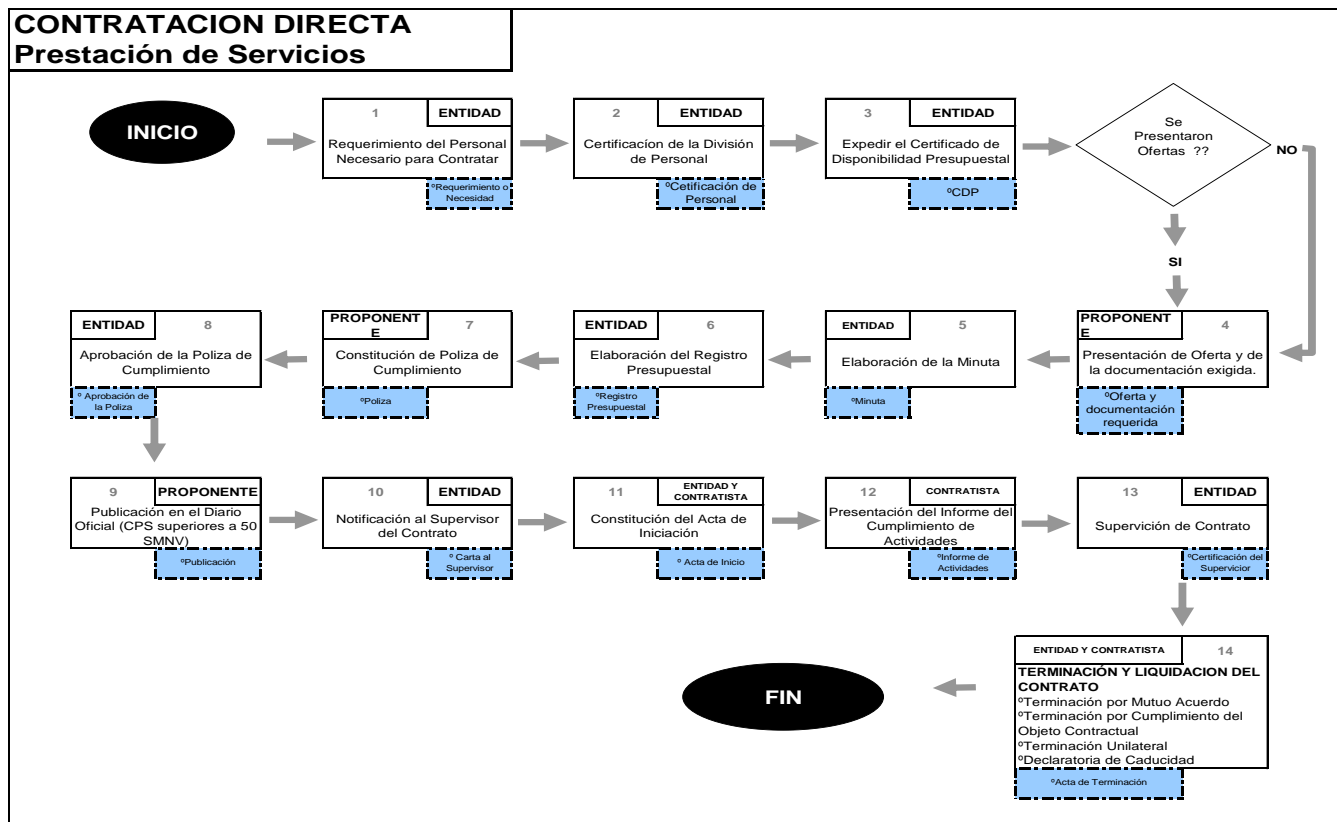 CONTRATACION DIRECTA
Prestación de Servicios
INICIO
1
ENTIDAD
Requerimiento del Personal
Necesario para Contratar
ºRequerimiento o
Necesidad
2
ENTIDAD
Certificacíon de la División
de Personal
ºCetificación de
Personal
3
ENTIDAD
Expedir el Certificado de
Disponibilidad Presupuestal
ºCDP
Se
Presentaron
Ofertas ??
NO
SI
PROPONENT
E
4
Presentación de Oferta y de
la documentación exigida.
ºOferta y
documentación
requerida
ENTIDAD
5
Elaboración de la Minuta
ºMinuta
ENTIDAD
6
Elaboración del Registro
Presupuestal
ºRegistro
Presupuestal
PROPONENT
E
7
Constitución de Poliza de
Cumplimiento
ºPoliza
ENTIDAD
8
Aprobación de la Poliza de
Cumplimiento
º Aprobación de
la Poliza
9
PROPONENTE
Publicación en el Diario
Oficial (CPS superiores a 50
SMNV)
ºPublicación
10
ENTIDAD
Notificación al Supervisor
del Contrato
º Carta al
Supervisor
11
ENTIDAD Y
CONTRATISTA
Constitución del Acta de
Iniciación
º Acta de Inicio
12
CONTRATISTA
Presentación del Informe del
Cumplimiento de
Actividades
ºInforme de
Actividades
13
ENTIDAD
Supervición de Contrato
ºCertificación del
Supervicior
ENTIDAD Y CONTRATISTA
14
TERMINACIÓN Y LIQUIDACION DEL
CONTRATO
ºTerminación por Mutuo Acuerdo
ºTerminación por Cumplimiento del
Objeto Contractual
ºTerminación Unilateral
ºDeclaratoria de Caducidad
ºActa de Terminación
FIN